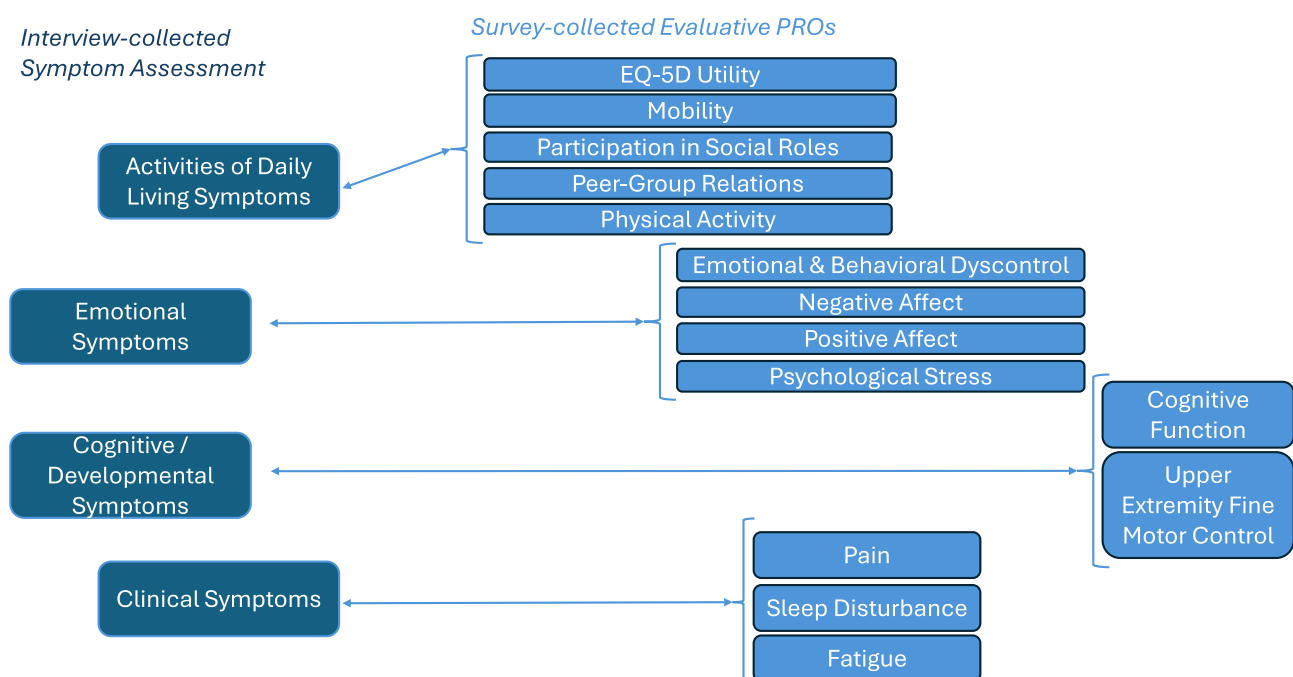 Interview-collected
Symptom Assessment
Survey-collected Evaluative PROs
Activities of Daily
Living Symptoms
EQ-5D Utility
Mobility
Participation in Social Roles
Peer-Group Relations
Physical Activity
Emotional
Symptoms
Emotional & Behavioral Dyscontrol
Negative Affect
Positive Affect
Psychological Stress
Cognitive /
Developmental
Symptoms
Cognitive
Function
Upper
Extremity Fine
Motor Control
Clinical Symptoms
Pain
Sleep Disturbance
Fatigue